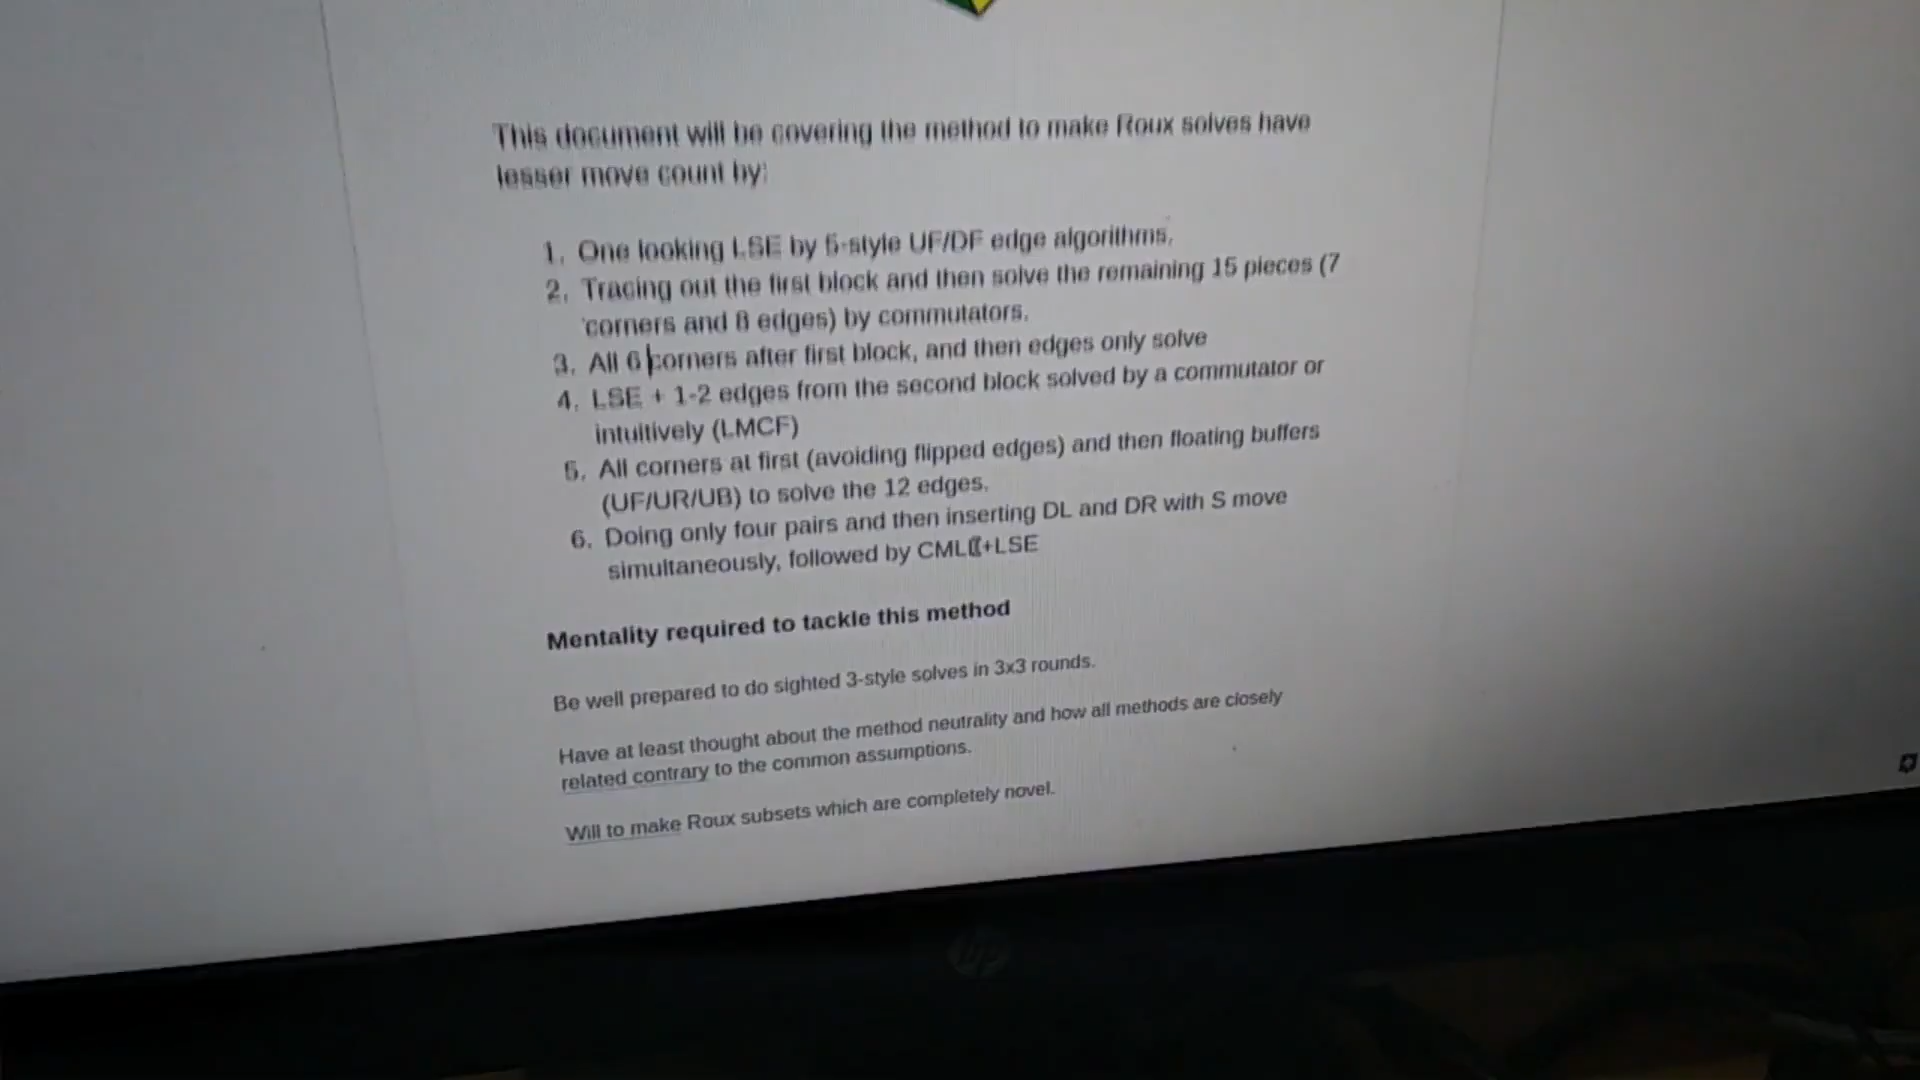 This document will be covering the method to make Roux solves have
lesser move count by:
1. One looking LSE by 5-style UF/DF edge algorithms.
2. Tracing out the first block and then solve the remaining 15 pieces (7
corners and 8 edges) by commutators.
3. All 6 corners after first block, and then edges only solve
4. LSE + 1-2 edges from the second block solved by a commutator or
intuitively (LMCF)
5. All corners at first (avoiding flipped edges) and then floating buffers
(UF/UR/UB) to solve the 12 edges.
6. Doing only four pairs and then inserting DL and DR with S move
simultaneously, followed by CMLL+LSE
Mentality required to tackle this method
Be well prepared to do sighted 3-style solves in 3x3 rounds.
Have at least thought about the method neutrality and how all methods are closely
related contrary to the common assumptions.
Will to make Roux subsets which are completely novel.
hp